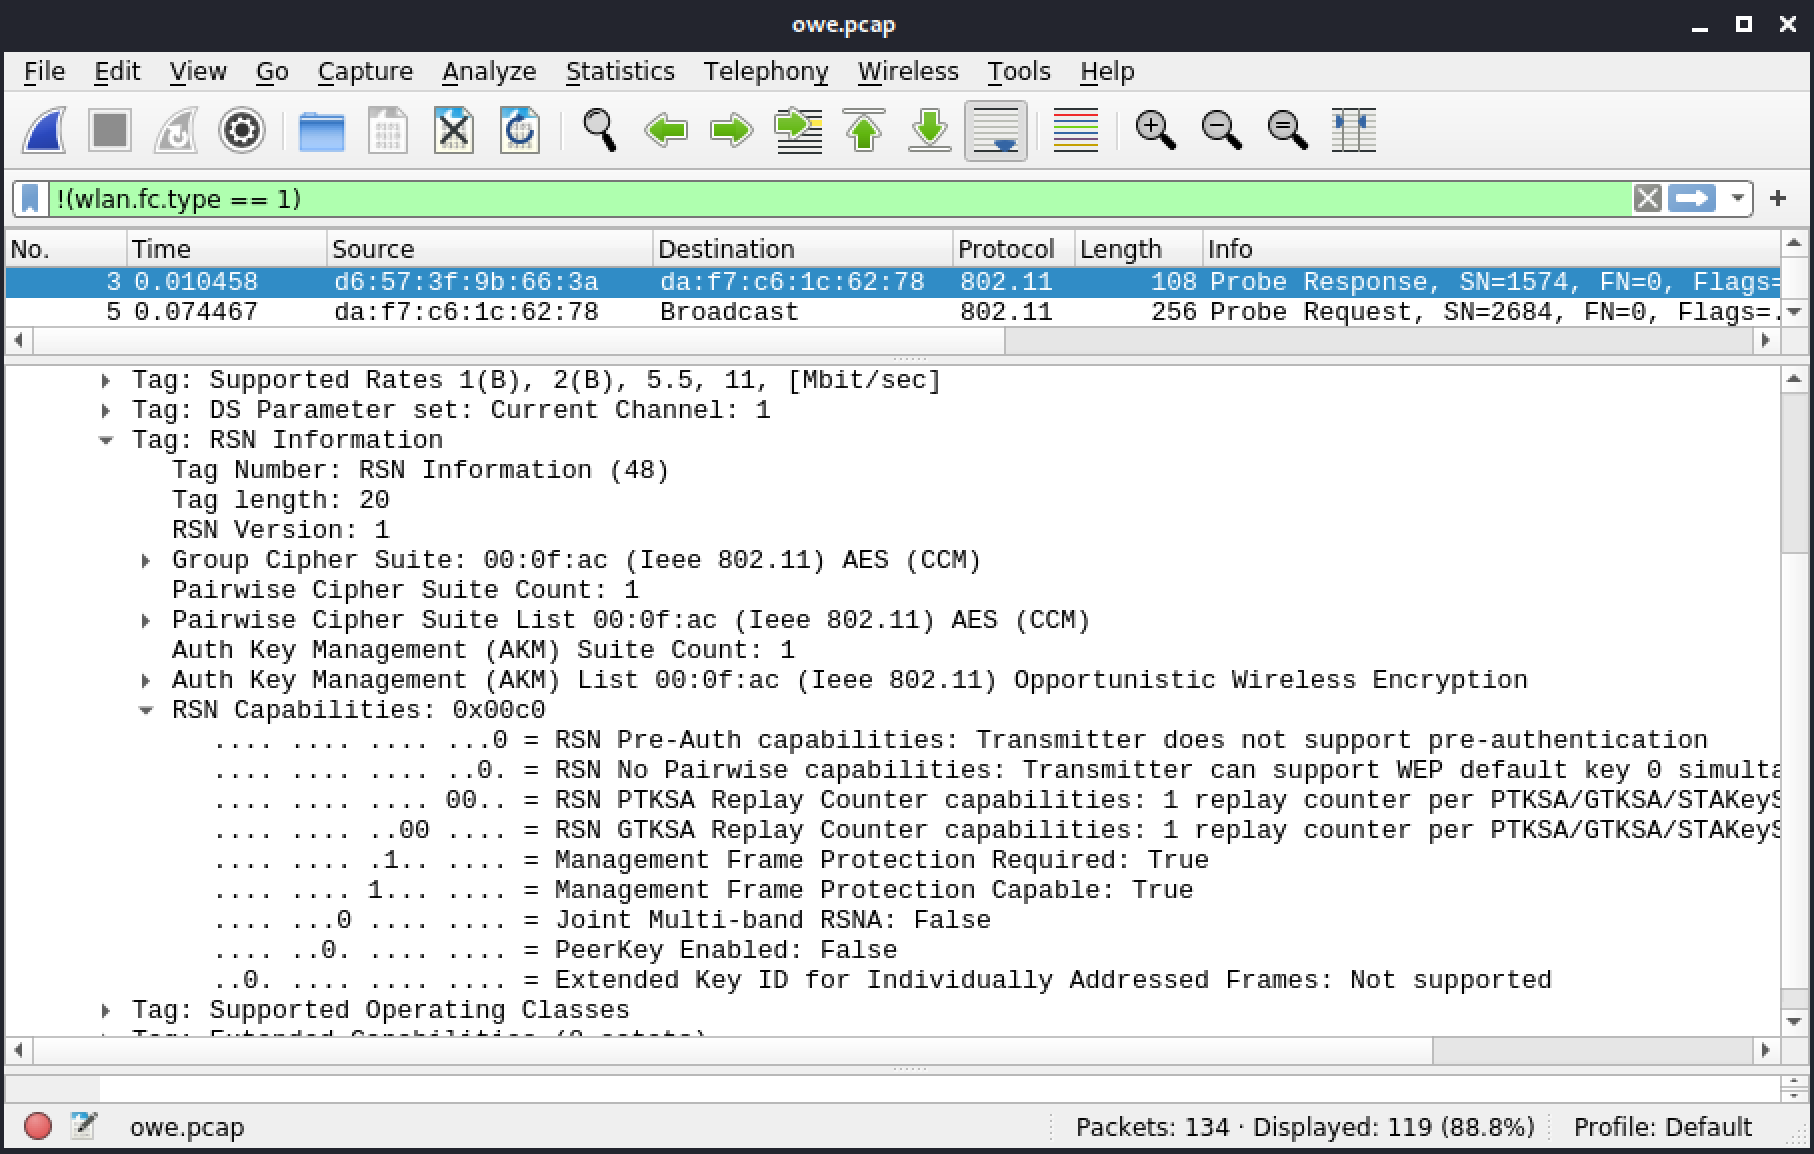 owe.pcap
File Edit View Go Capture Analyze Statistics Telephony Wireless Tools Help
!(wlan.fc.type == 1)
No. Time Source Destination Protocol Length Info
3 0.010458 d6:57:3f:9b:66:3a da:f7:c6:1c:62:78 802.11 108 Probe Response, SN=1574, FN=0, Flags=
5 0.074467 da:f7:c6:1c:62:78 Broadcast 802.11 256 Probe Request, SN=2684, FN=0, Flags=.
Tag: Supported Rates 1(B), 2(B), 5.5, 11, [Mbit/sec]
Tag: DS Parameter set: Current Channel: 1
Tag: RSN Information
Tag Number: RSN Information (48)
Tag length: 20
RSN Version: 1
Group Cipher Suite: 00:0f:ac (Ieee 802.11) AES (CCM)
Pairwise Cipher Suite Count: 1
Pairwise Cipher Suite List 00:0f:ac (Ieee 802.11) AES (CCM)
Auth Key Management (AKM) Suite Count: 1
Auth Key Management (AKM) List 00:0f:ac (Ieee 802.11) Opportunistic Wireless Encryption
RSN Capabilities: 0x00c0
.... .... .... ...0 = RSN Pre-Auth capabilities: Transmitter does not support pre-authentication
.... .... .... ..0. = RSN No Pairwise capabilities: Transmitter can support WEP default key 0 simulta
.... .... .... 00.. = RSN PTKSA Replay Counter capabilities: 1 replay counter per PTKSA/GTKSA/STAKeyS
.... .... ..00 .... = RSN GTKSA Replay Counter capabilities: 1 replay counter per PTKSA/GTKSA/STAKeyS
.... .... .1.. .... = Management Frame Protection Required: True
.... .... 1... .... = Management Frame Protection Capable: True
.... ...0 .... .... = Joint Multi-band RSNA: False
.... ..0. .... .... = PeerKey Enabled: False
..0. .... .... .... = Extended Key ID for Individually Addressed Frames: Not supported
Tag: Supported Operating Classes
owe.pcap Packets: 134 · Displayed: 119 (88.8%) Profile: Default